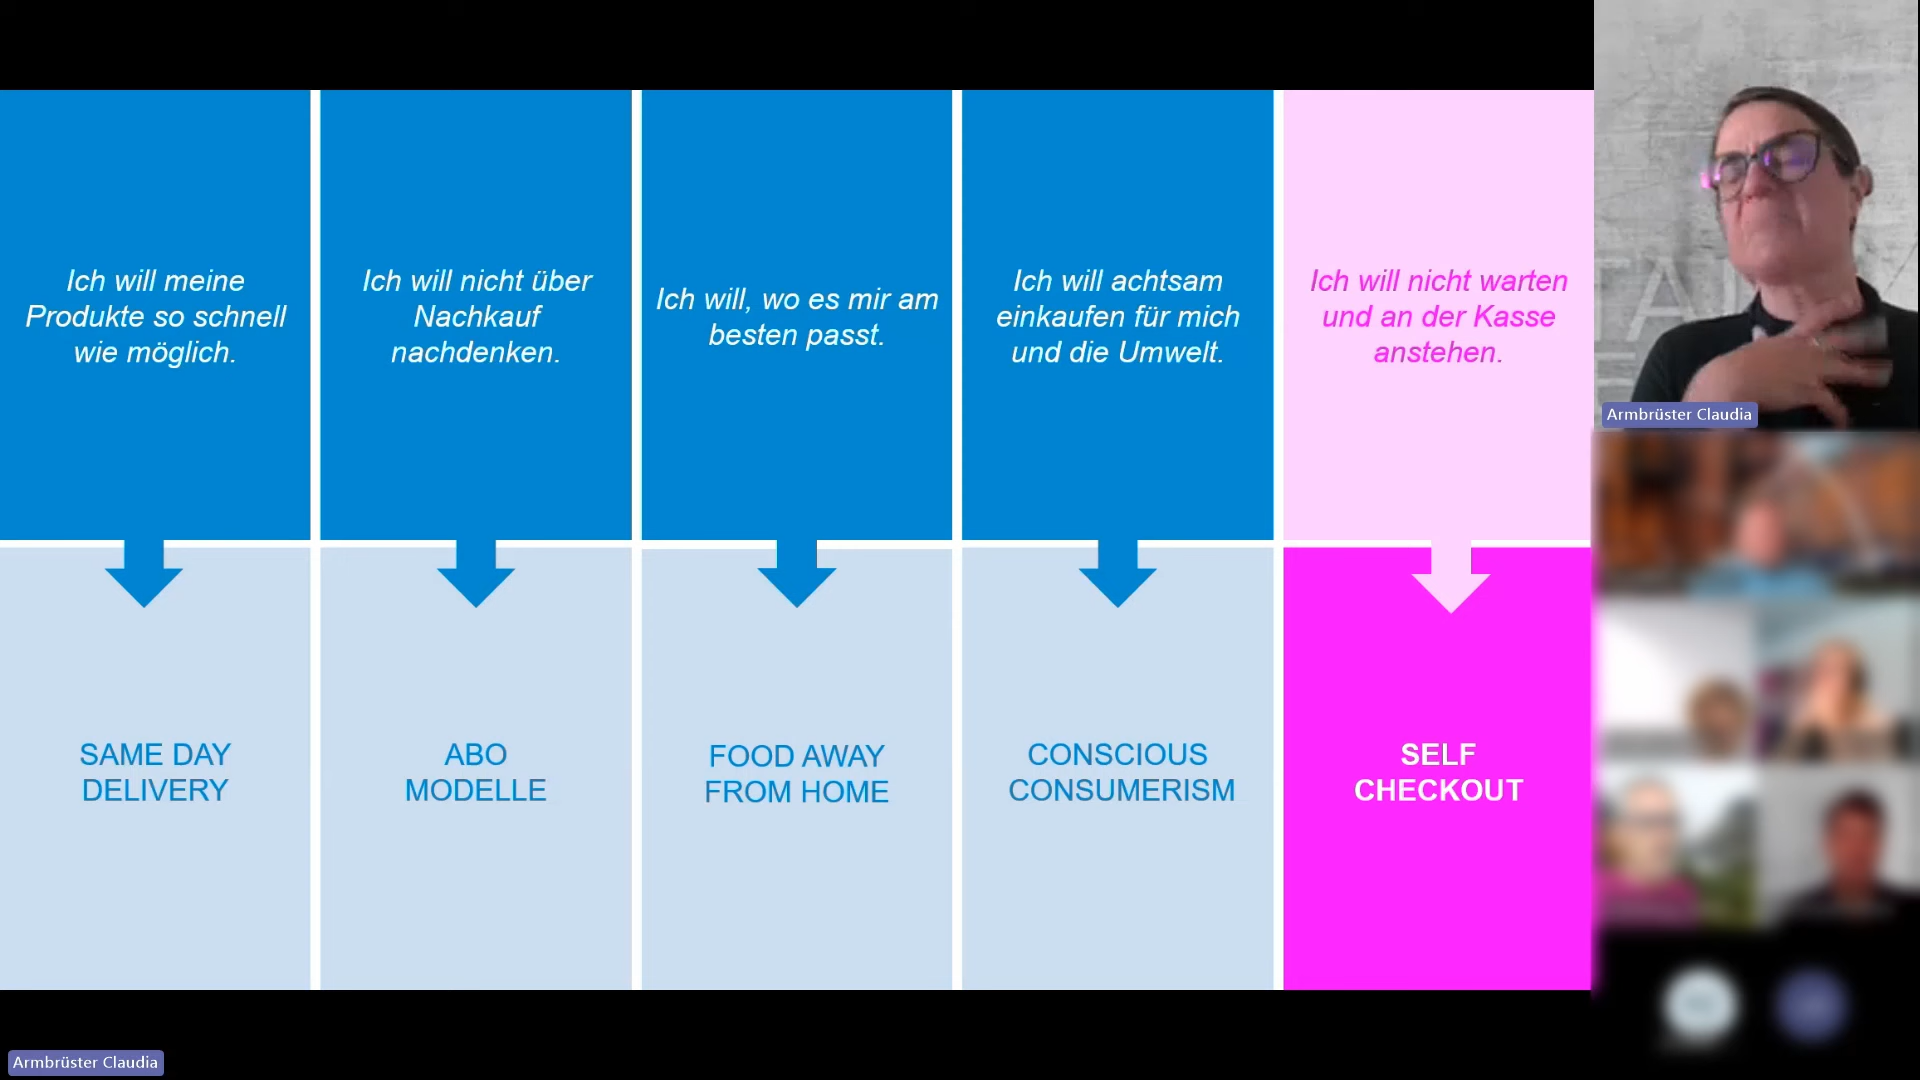 Ich will meine
Produkte so schnell
wie möglich.
Ich will nicht über
Nachkauf
nachdenken.
Ich will, wo es mir am
besten passt.
Ich will achtsam
einkaufen für mich
und die Umwelt.
Ich will nicht warten
und an der Kasse
anstehen.
SAME DAY
DELIVERY
ABO
MODELLE
FOOD AWAY
FROM HOME
CONSCIOUS
CONSUMERISM
SELF
CHECKOUT
Armbrüster Claudia
Armbrüster Claudia